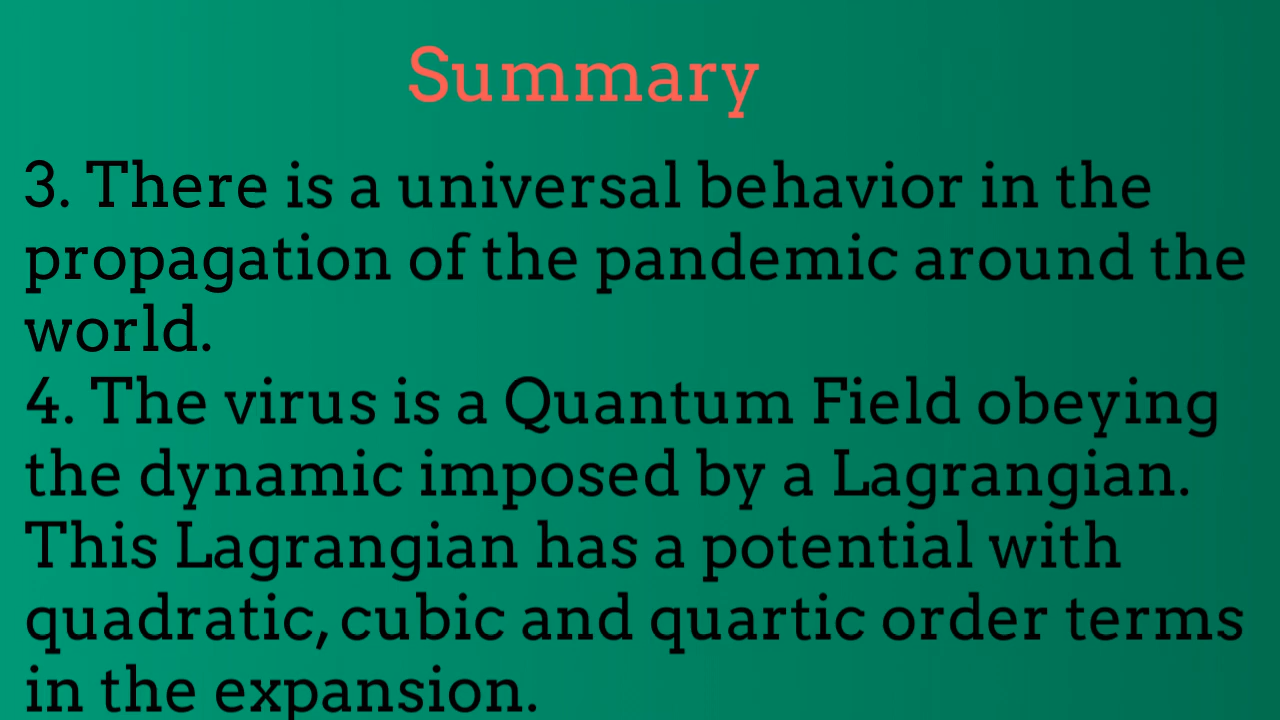 Summary
3. There is a universal behavior in the
propagation of the pandemic around the
world.
4. The virus is a Quantum Field obeying
the dynamic imposed by a Lagrangian.
This Lagrangian has a potential with
quadratic, cubic and quartic order terms
in the expansion.